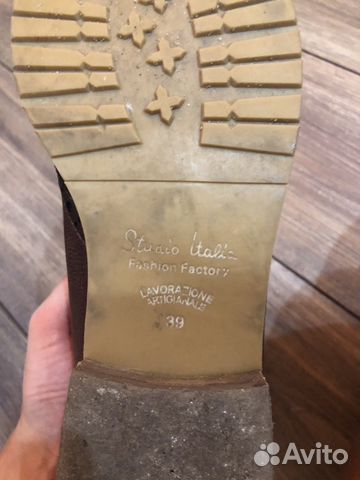 Studio Italia
Fashion Factory
LAVORAZIONE
ARTIGIANALE
39
Avito